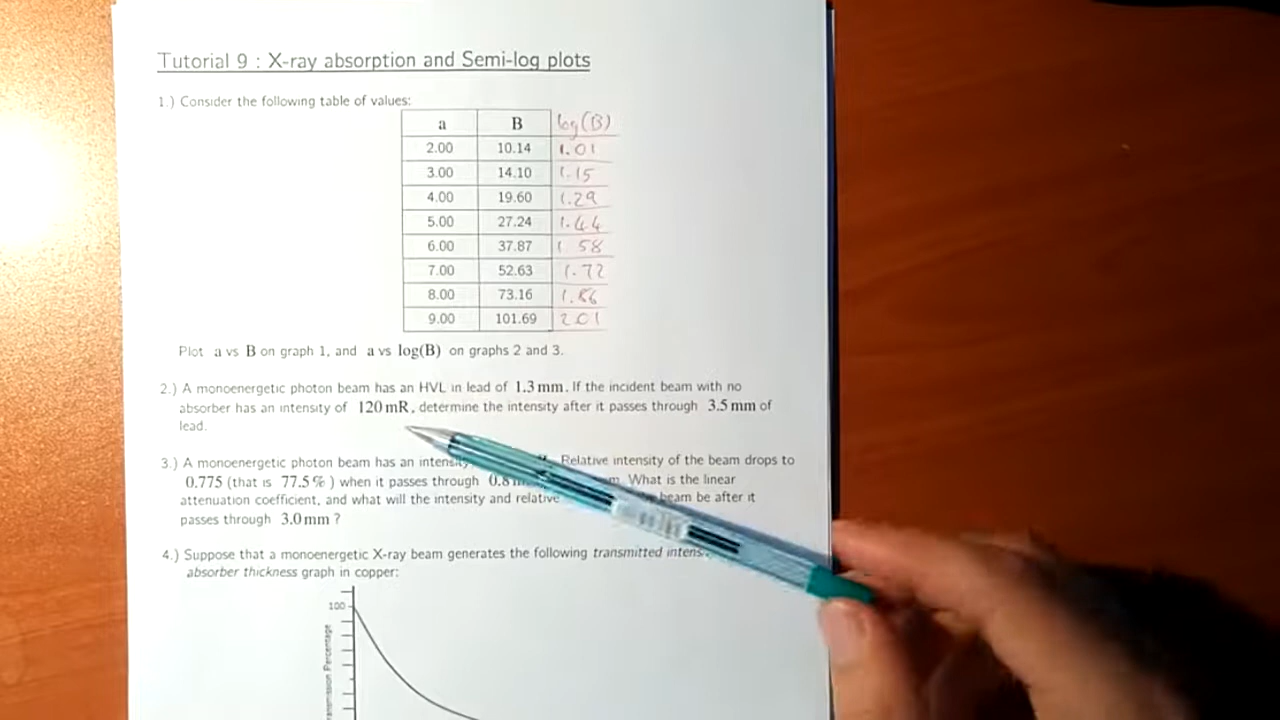 Tutorial 9 : X-ray absorption and Semi-log plots
1.) Consider the following table of values:
a B log(B)
2.00 10.14 1.01
3.00 14.10 1.15
4.00 19.60 1.29
5.00 27.24 1.44
6.00 37.87 1.58
7.00 52.63 1.72
8.00 73.16 1.86
9.00 101.69 2.01
Plot a vs B on graph 1, and a vs log(B) on graphs 2 and 3.
2.) A monoenergetic photon beam has an HVL in lead of 1.3 mm. If the incident beam with no
absorber has an intensity of 120 mR, determine the intensity after it passes through 3.5 mm of
lead.
3.) A monoenergetic photon beam has an Relative intensity of the beam drops to
0.775 (that is 77.5 % ) when it passes through 0.8 What is the linear
attenuation coefficient, and what will the intensity and relative beam be after it
passes through 3.0 mm ?
4.) Suppose that a monoenergetic X-ray beam generates the following transmitted
absorber thickness graph in copper:
100
Percentage